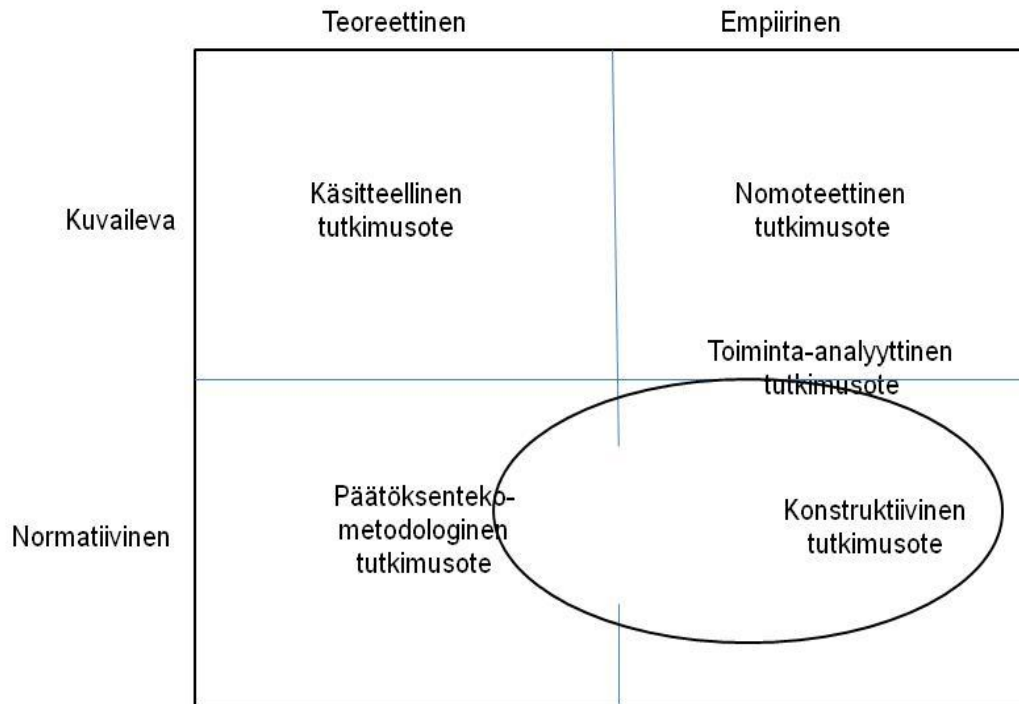 Teoreettinen
Empiirinen
Kuvaileva
Käsitteellinen
tutkimusote
Nomoteettinen
tutkimusote
Toiminta-analyyttinen
tutkimusote
Normatiivinen
Päätöksenteko-
metodologinen
tutkimusote
Konstruktiivinen
tutkimusote